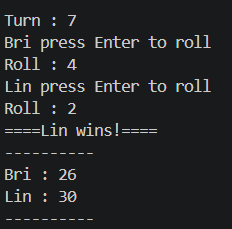 Turn : 7
Bri press Enter to roll
Roll : 4
Lin press Enter to roll
Roll : 2
====Lin wins!====
----------
Bri : 26
Lin : 30
----------